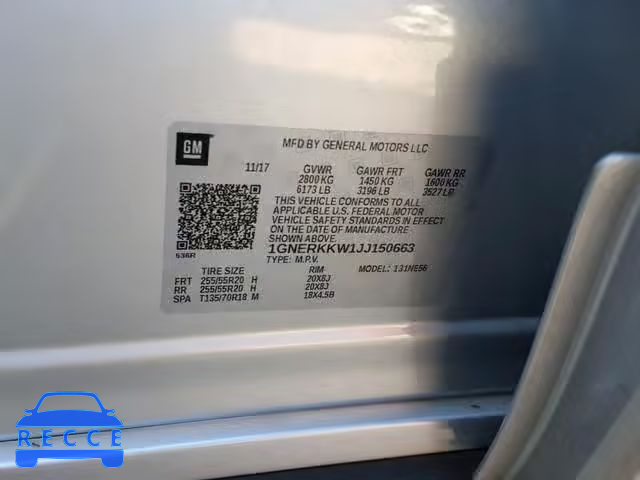 GM
MFD BY GENERAL MOTORS LLC
11/17 GVWR GAWR FRT GAWR RR
2800 KG 1450 KG 1600 KG
6173 LB 3196 LB 3527 LB
THIS VEHICLE CONFORMS TO ALL
APPLICABLE U.S. FEDERAL MOTOR
VEHICLE SAFETY STANDARDS IN EFFECT
ON THE DATE OF MANUFACTURE
SHOWN ABOVE.
1GNERKKW1JJ150663
636R TYPE: M.P.V. MODEL: 131NE56
TIRE SIZE RIM
FRT 255/55R20 H 20X8J
RR 255/55R20 H 20X8J
SPA T135/70R18 M 18X4.5B
RECCE